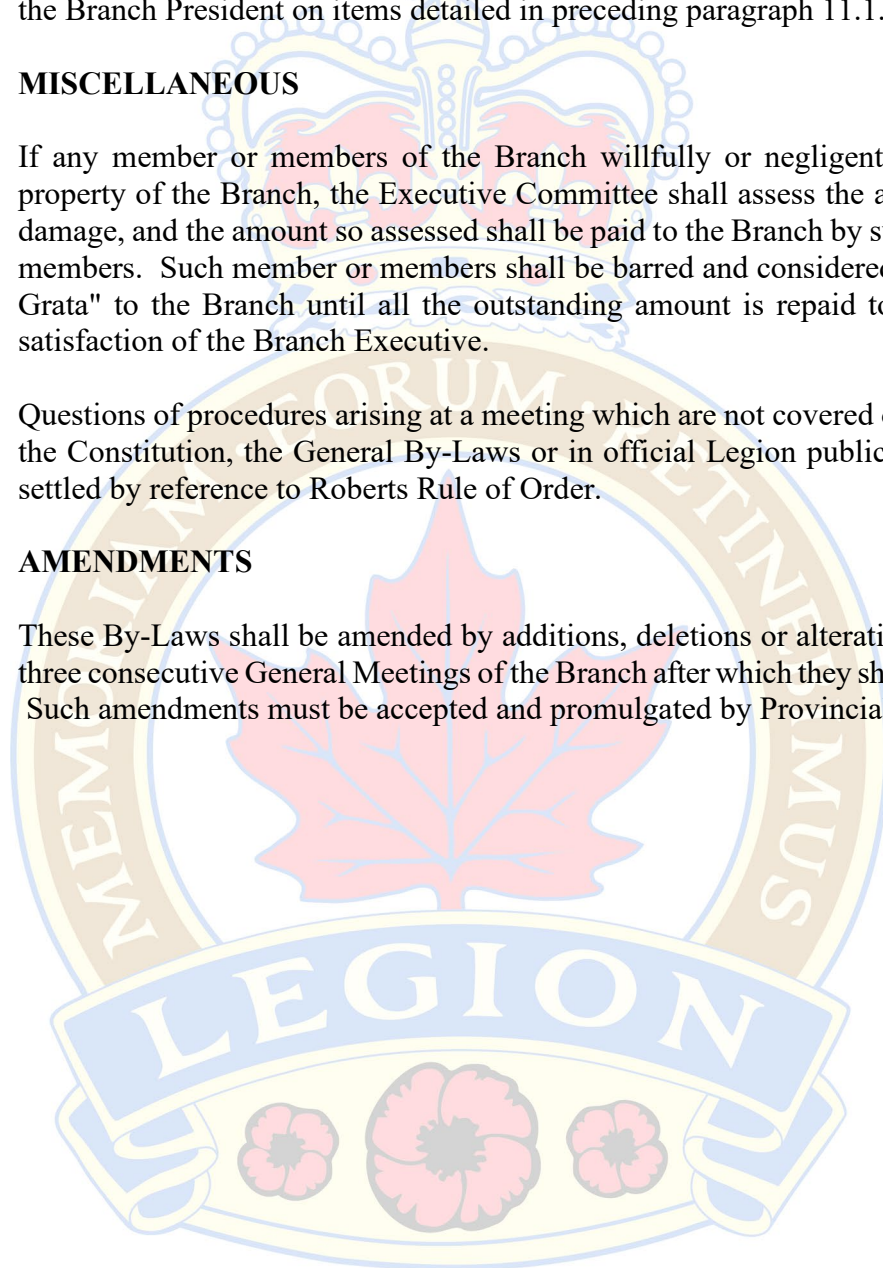 the Branch President on items detailed in preceding paragraph 11.1.
MISCELLANEOUS
If any member or members of the Branch willfully or negligent
property of the Branch, the Executive Committee shall assess the a
damage, and the amount so assessed shall be paid to the Branch by s
members. Such member or members shall be barred and considered
Grata" to the Branch until all the outstanding amount is repaid to
satisfaction of the Branch Executive.
Questions of procedures arising at a meeting which are not covered
the Constitution, the General By-Laws or in official Legion public
settled by reference to Roberts Rule of Order.
AMENDMENTS
These By-Laws shall be amended by additions, deletions or alterati
three consecutive General Meetings of the Branch after which they sh
Such amendments must be accepted and promulgated by Provincia
MEMORIAM · FORUM · RETINEBIMUS
LEGION